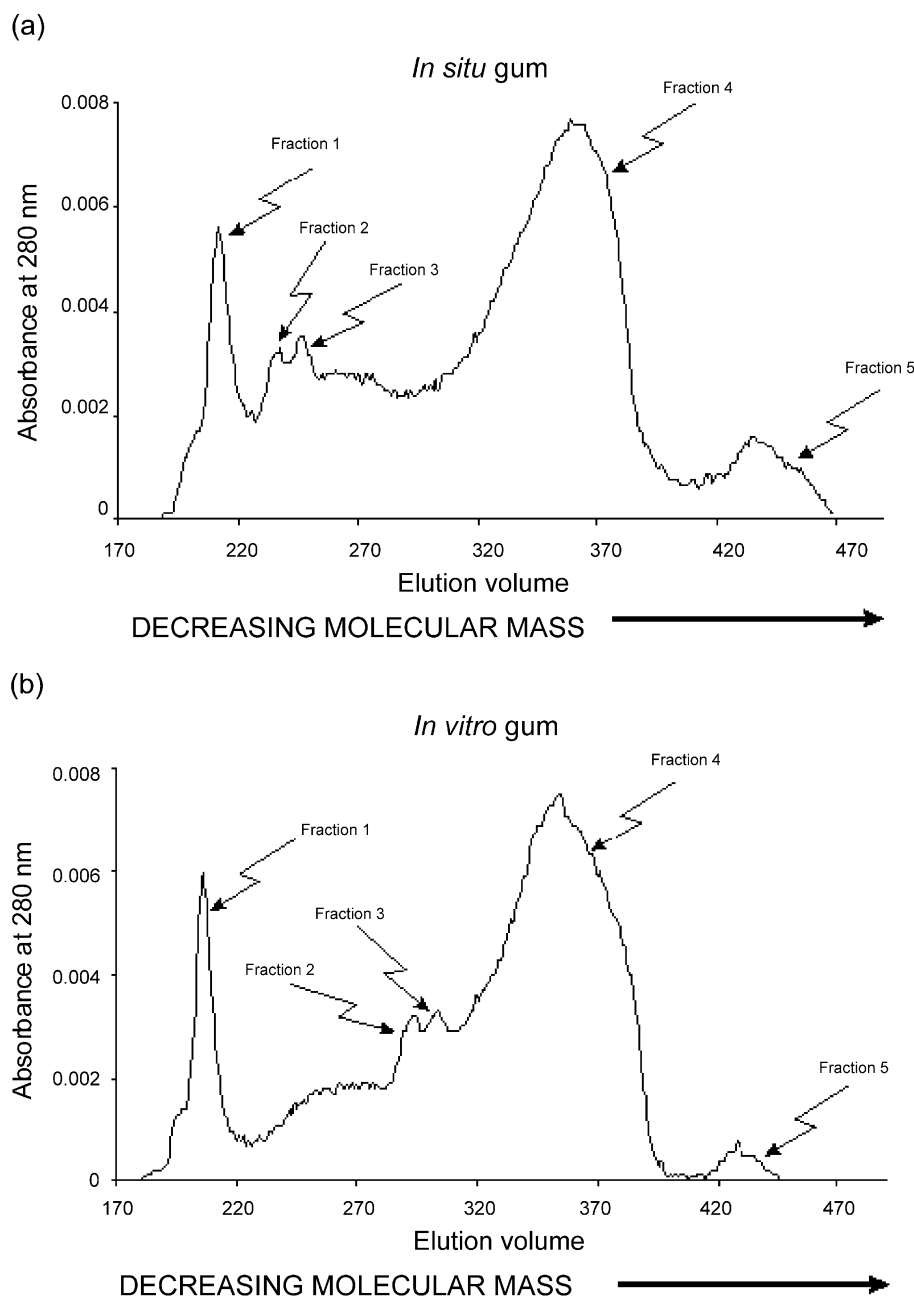 (a)
In situ gum
Fraction 4
0.008
Fraction 1
0.006
Fraction 2
Fraction 3
Absorbance at 280 nm
0.004
Fraction 5
0.002
0
170 220 270 320 370 420 470
Elution volume
DECREASING MOLECULAR MASS
(b)
In vitro gum
Fraction 4
0.008
Fraction 1
0.006
Fraction 3
Fraction 2
Absorbance at 280 nm
0.004
0.002
Fraction 5
0
170 220 270 320 370 420 470
Elution volume
DECREASING MOLECULAR MASS